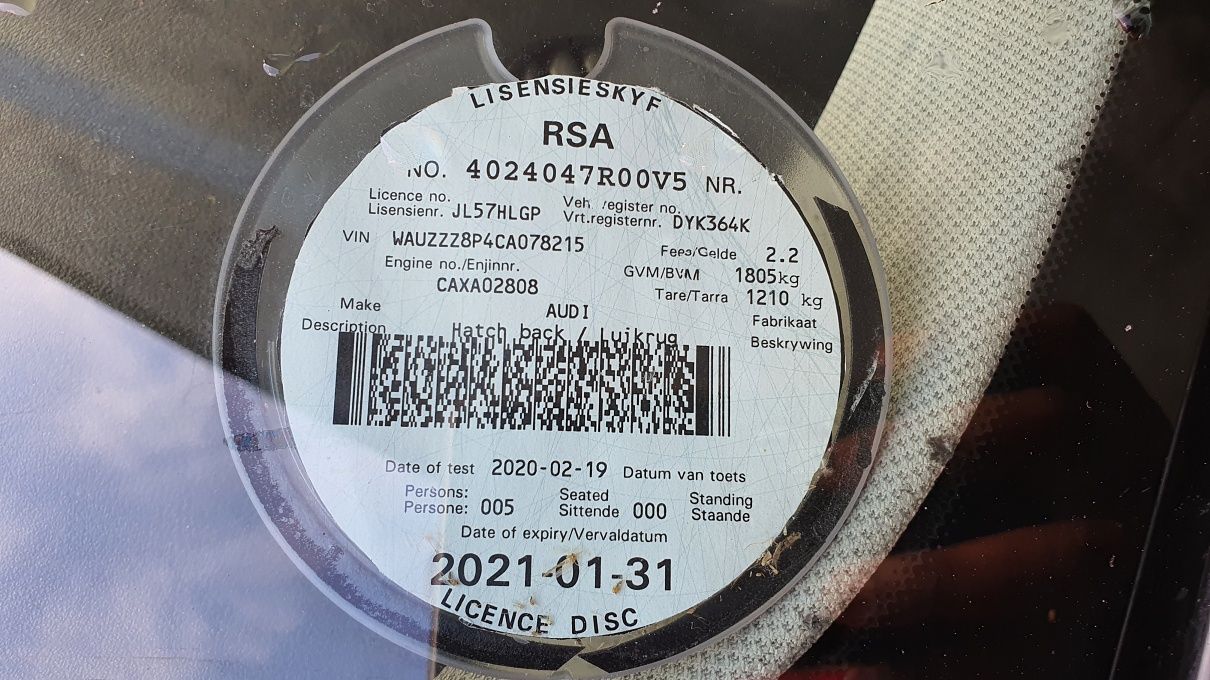 LISENSIESKYF
RSA
NO. 4024047R00V5 NR.
Licence no. Veh register no.
Lisensienr. JL57HLGP Vrt.registernr. DYK364K
VIN WAUZZZ8P4CA078215 Fees/Gelde 2.2
Engine no./Enjinnr. GVM/BVM 1805kg
CAXA02808 Tare/Tarra 1210 kg
Make AUDI Fabrikaat
Description Hatch back / Luikrug Beskrywing
Date of test 2020-02-19 Datum van toets
Persons: Seated Standing
Persone: 005 Sittende 000 Staande
Date of expiry/Vervaldatum
2021-01-31
LICENCE DISC